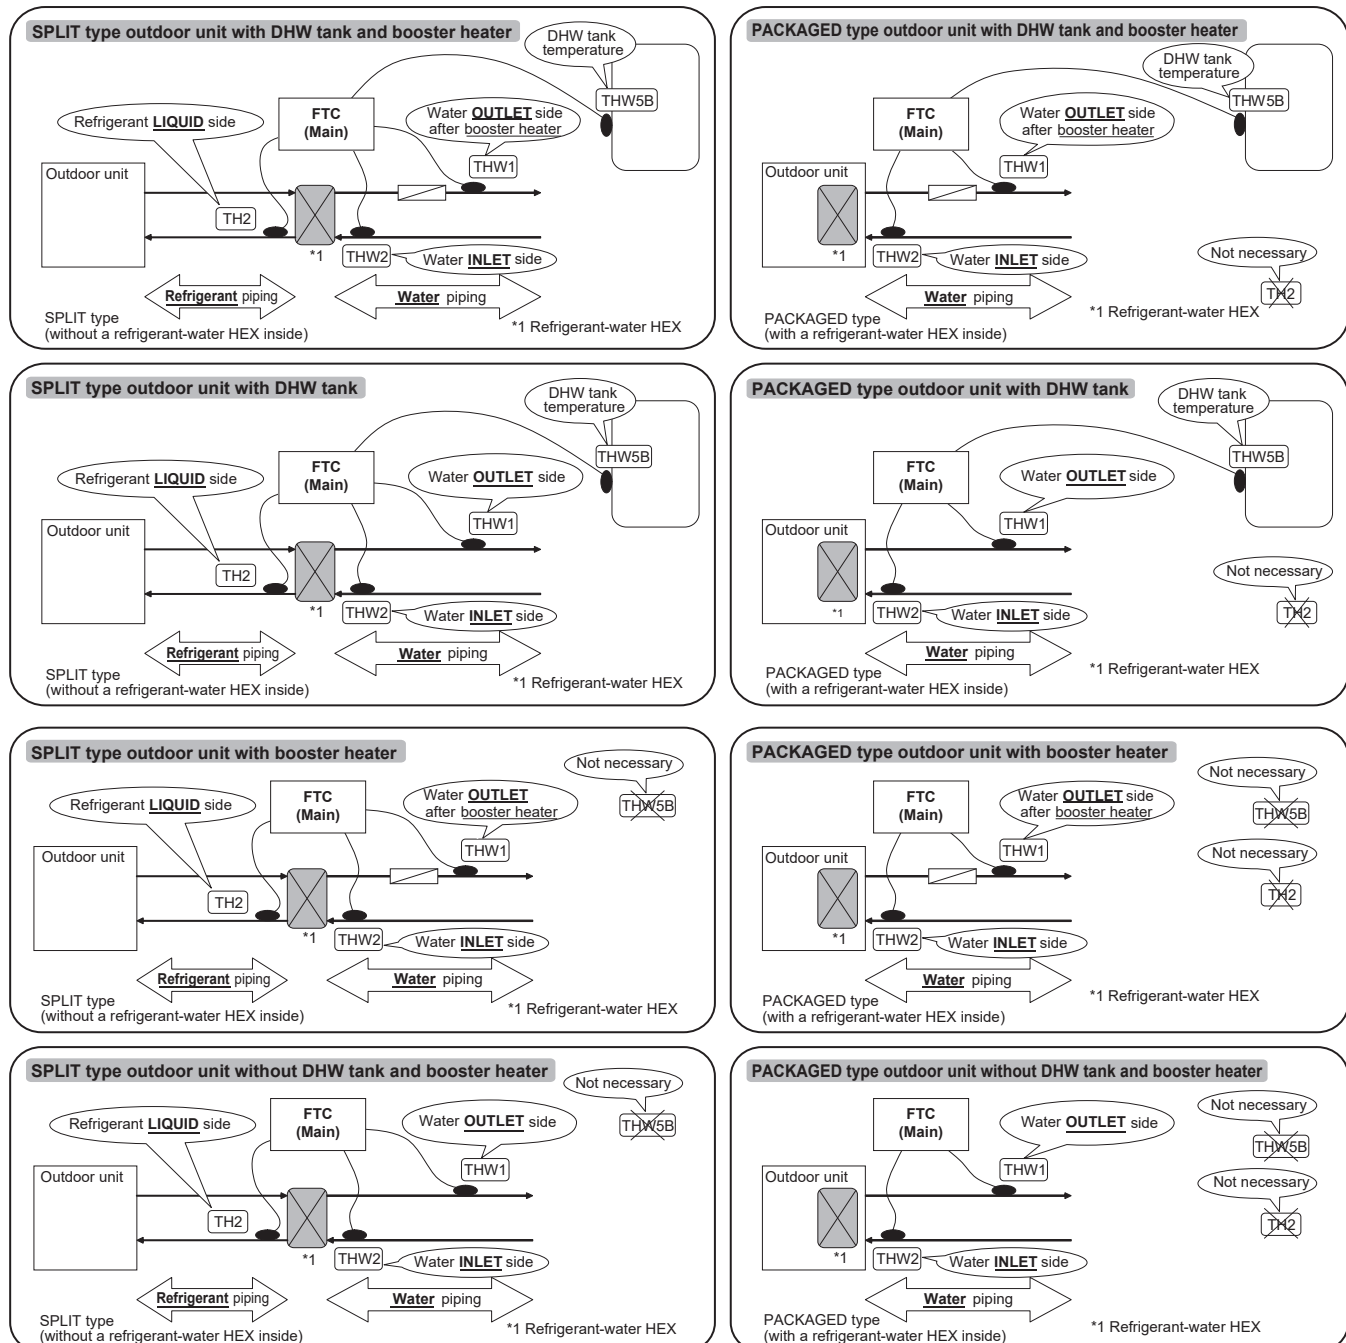 SPLIT type outdoor unit with DHW tank and booster heater
DHW tank
temperature
THW5B
FTC
(Main)
Water OUTLET side
after booster heater
THW1
Refrigerant LIQUID side
Outdoor unit
TH2
*1
THW2
Water INLET side
Refrigerant piping
Water piping
SPLIT type
(without a refrigerant-water HEX inside)
*1 Refrigerant-water HEX
PACKAGED type outdoor unit with DHW tank and booster heater
DHW tank
temperature
THW5B
FTC
(Main)
Water OUTLET side
after booster heater
THW1
Outdoor unit
*1
THW2
Water INLET side
Not necessary
TH2
Water piping
PACKAGED type
(with a refrigerant-water HEX inside)
*1 Refrigerant-water HEX
SPLIT type outdoor unit with DHW tank
DHW tank
temperature
THW5B
FTC
(Main)
Water OUTLET side
THW1
Refrigerant LIQUID side
Outdoor unit
TH2
*1
THW2
Water INLET side
Refrigerant piping
Water piping
SPLIT type
(without a refrigerant-water HEX inside)
*1 Refrigerant-water HEX
PACKAGED type outdoor unit with DHW tank
DHW tank
temperature
THW5B
FTC
(Main)
Water OUTLET side
THW1
Outdoor unit
*1
THW2
Water INLET side
Not necessary
TH2
Water piping
PACKAGED type
(with a refrigerant-water HEX inside)
*1 Refrigerant-water HEX
SPLIT type outdoor unit with booster heater
Not necessary
THW5B
FTC
(Main)
Water OUTLET
after booster heater
THW1
Refrigerant LIQUID side
Outdoor unit
TH2
*1
THW2
Water INLET side
Refrigerant piping
Water piping
SPLIT type
(without a refrigerant-water HEX inside)
*1 Refrigerant-water HEX
PACKAGED type outdoor unit with booster heater
Not necessary
THW5B
FTC
(Main)
Water OUTLET side
after booster heater
THW1
Not necessary
TH2
Outdoor unit
*1
THW2
Water INLET side
Water piping
PACKAGED type
(with a refrigerant-water HEX inside)
*1 Refrigerant-water HEX
SPLIT type outdoor unit without DHW tank and booster heater
Not necessary
THW5B
FTC
(Main)
Water OUTLET side
THW1
Refrigerant LIQUID side
Outdoor unit
TH2
*1
THW2
Water INLET side
Refrigerant piping
Water piping
SPLIT type
(without a refrigerant-water HEX inside)
*1 Refrigerant-water HEX
PACKAGED type outdoor unit without DHW tank and booster heater
Not necessary
THW5B
FTC
(Main)
Water OUTLET side
THW1
Not necessary
TH2
Outdoor unit
*1
THW2
Water INLET side
Water piping
PACKAGED type
(with a refrigerant-water HEX inside)
*1 Refrigerant-water HEX